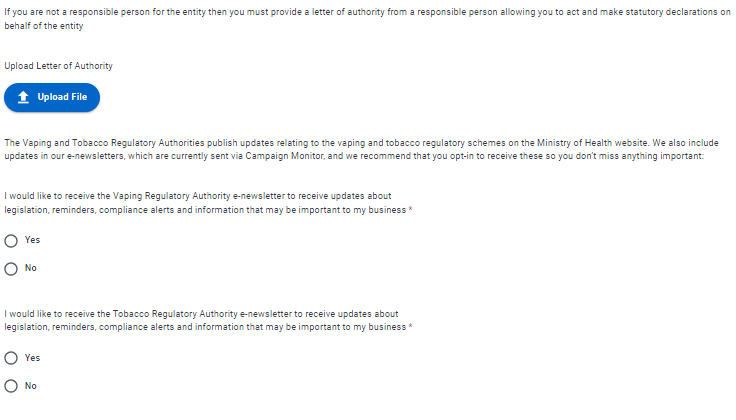 If you are not a responsible person for the entity then you must provide a letter of authority from a responsible person allowing you to act and make statutory declarations on
behalf of the entity
Upload Letter of Authority
Upload File
The Vaping and Tobacco Regulatory Authorities publish updates relating to the vaping and tobacco regulatory schemes on the Ministry of Health website. We also include
updates in our e-newsletters, which are currently sent via Campaign Monitor, and we recommend that you opt-in to receive these so you don't miss anything important:
I would like to receive the Vaping Regulatory Authority e-newsletter to receive updates about
legislation, reminders, compliance alerts and information that may be important to my business *
Yes
No
I would like to receive the Tobacco Regulatory Authority e-newsletter to receive updates about
legislation, reminders, compliance alerts and information that may be important to my business *
Yes
No